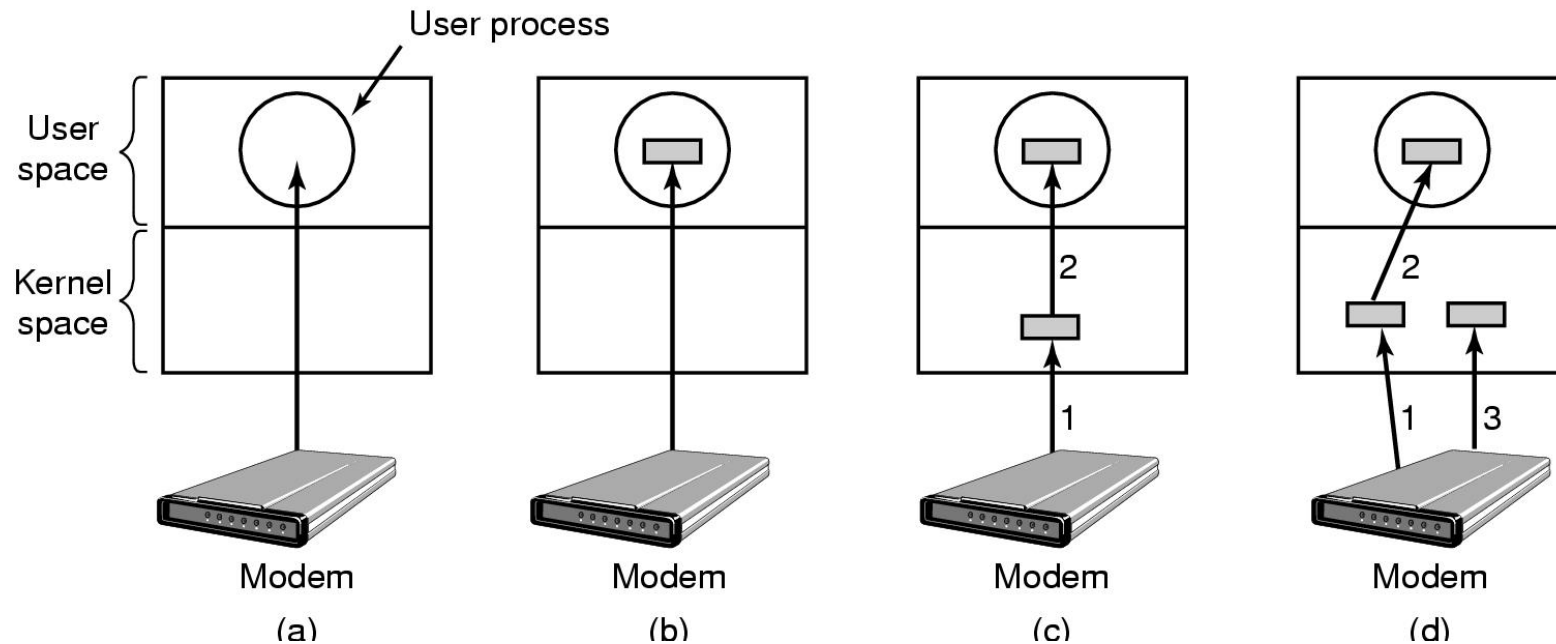 User process
User
space
Kernel
space
2
2
1
1
3
Modem
Modem
Modem
Modem
(a)
(b)
(c)
(d)